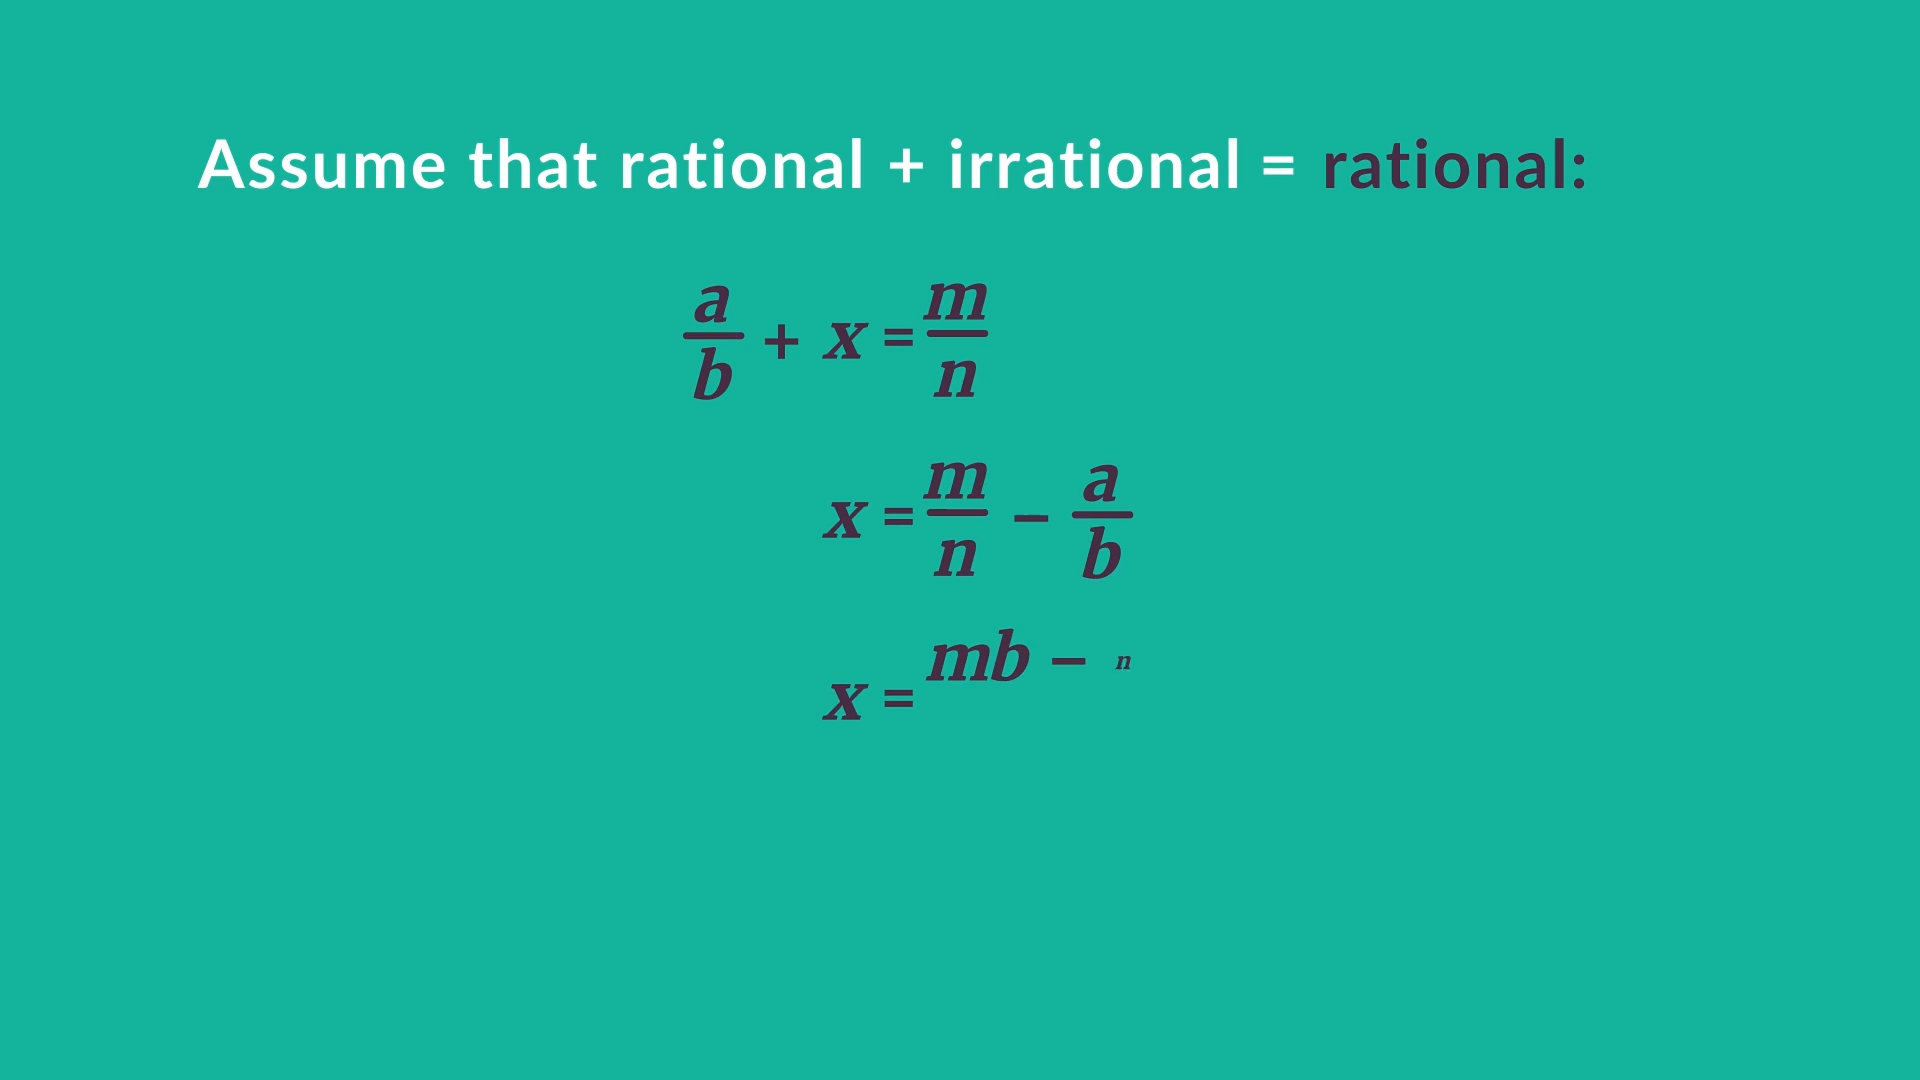 Assume that rational + irrational = rational:
a/b + x = m/n
x = m/n − a/b
x = mb − n